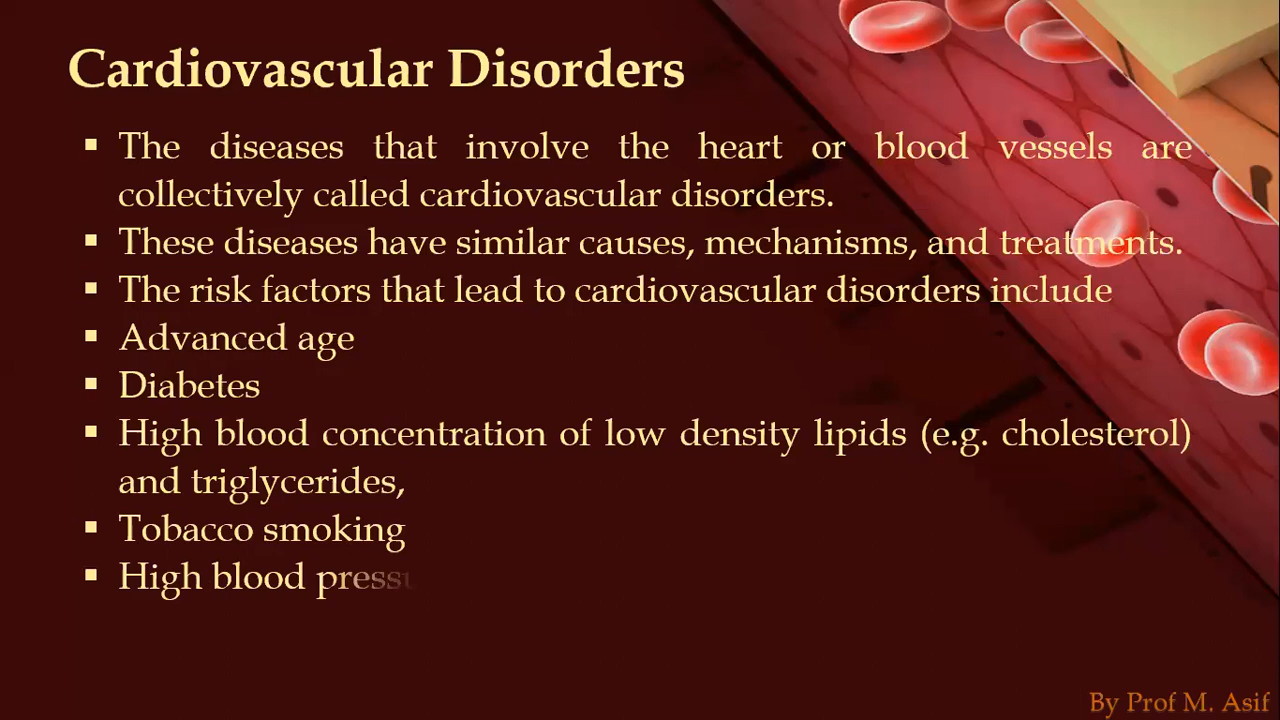 Cardiovascular Disorders
▪ The diseases that involve the heart or blood vessels are
collectively called cardiovascular disorders.
▪ These diseases have similar causes, mechanisms, and treatments.
▪ The risk factors that lead to cardiovascular disorders include
▪ Advanced age
▪ Diabetes
▪ High blood concentration of low density lipids (e.g. cholesterol)
and triglycerides,
▪ Tobacco smoking
▪ High blood pressu
By Prof M. Asif